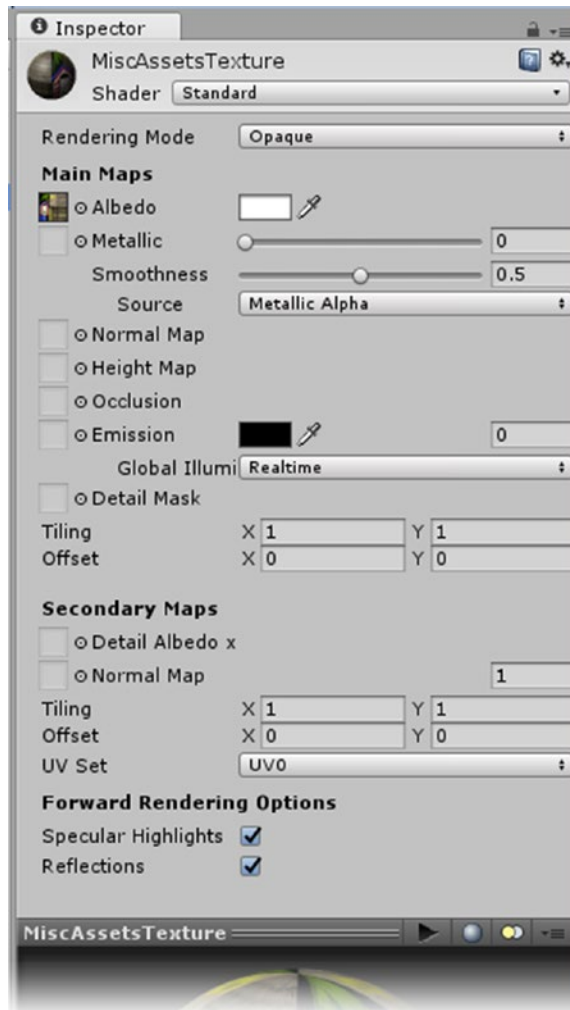 Inspector
MiscAssetsTexture
Shader Standard
Rendering Mode Opaque
Main Maps
Albedo
Metallic 0
Smoothness 0.5
Source Metallic Alpha
Normal Map
Height Map
Occlusion
Emission 0
Global Illumi Realtime
Detail Mask
Tiling X 1 Y 1
Offset X 0 Y 0
Secondary Maps
Detail Albedo x
Normal Map 1
Tiling X 1 Y 1
Offset X 0 Y 0
UV Set UV0
Forward Rendering Options
Specular Highlights
Reflections
MiscAssetsTexture